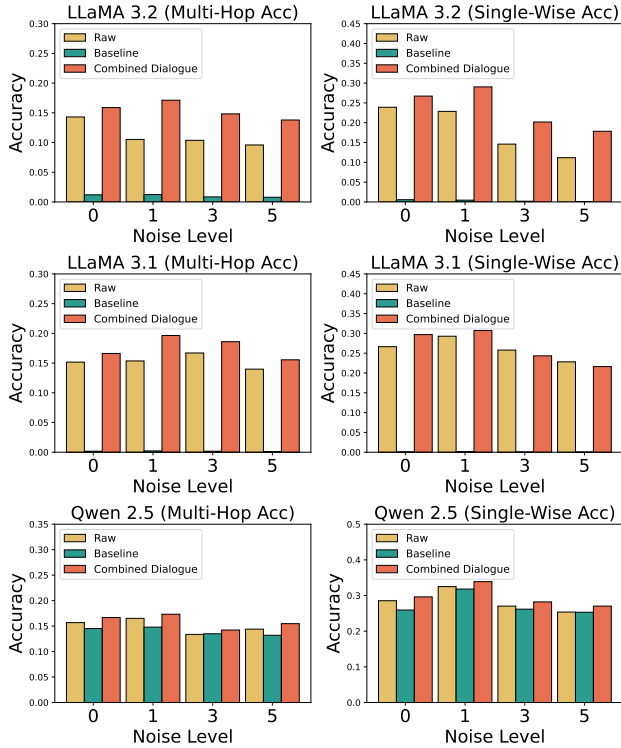 LLaMA 3.2 (Multi-Hop Acc)
0.30
0.25
0.20
0.15
0.10
0.05
0.00
Accuracy
Raw
Baseline
Combined Dialogue
0 1 3 5
Noise Level
LLaMA 3.2 (Single-Wise Acc)
0.45
0.40
0.35
0.30
0.25
0.20
0.15
0.10
0.05
0.00
Accuracy
Raw
Baseline
Combined Dialogue
0 1 3 5
Noise Level
LLaMA 3.1 (Multi-Hop Acc)
0.30
0.25
0.20
0.15
0.10
0.05
0.00
Accuracy
Raw
Baseline
Combined Dialogue
0 1 3 5
Noise Level
LLaMA 3.1 (Single-Wise Acc)
0.45
0.40
0.35
0.30
0.25
0.20
0.15
0.10
0.05
0.00
Accuracy
Raw
Baseline
Combined Dialogue
0 1 3 5
Noise Level
Qwen 2.5 (Multi-Hop Acc)
0.35
0.30
0.25
0.20
0.15
0.10
0.05
0.00
Accuracy
Raw
Baseline
Combined Dialogue
0 1 3 5
Noise Level
Qwen 2.5 (Single-Wise Acc)
0.5
0.4
0.3
0.2
0.1
0.0
Accuracy
Raw
Baseline
Combined Dialogue
0 1 3 5
Noise Level